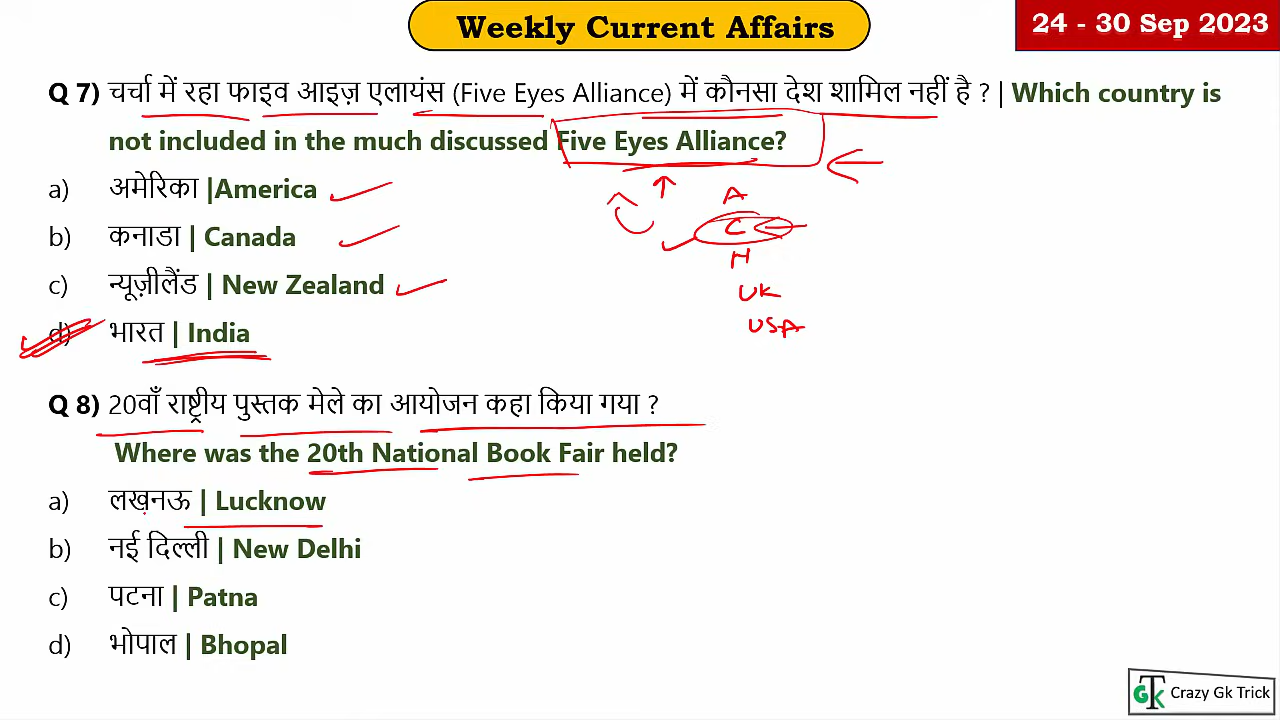 Weekly Current Affairs
24 - 30 Sep 2023
Q 7) चर्चा में रहा फाइव आइज़ एलायंस (Five Eyes Alliance) में कौनसा देश शामिल नहीं है ? | Which country is
not included in the much discussed Five Eyes Alliance?
a) अमेरिका |America
b) कनाडा | Canada
c) न्यूज़ीलैंड | New Zealand
d) भारत | India
A
C
N
UK
USA
Q 8) 20वाँ राष्ट्रीय पुस्तक मेले का आयोजन कहा किया गया ?
Where was the 20th National Book Fair held?
a) लखनऊ | Lucknow
b) नई दिल्ली | New Delhi
c) पटना | Patna
d) भोपाल | Bhopal
GTK Crazy Gk Trick